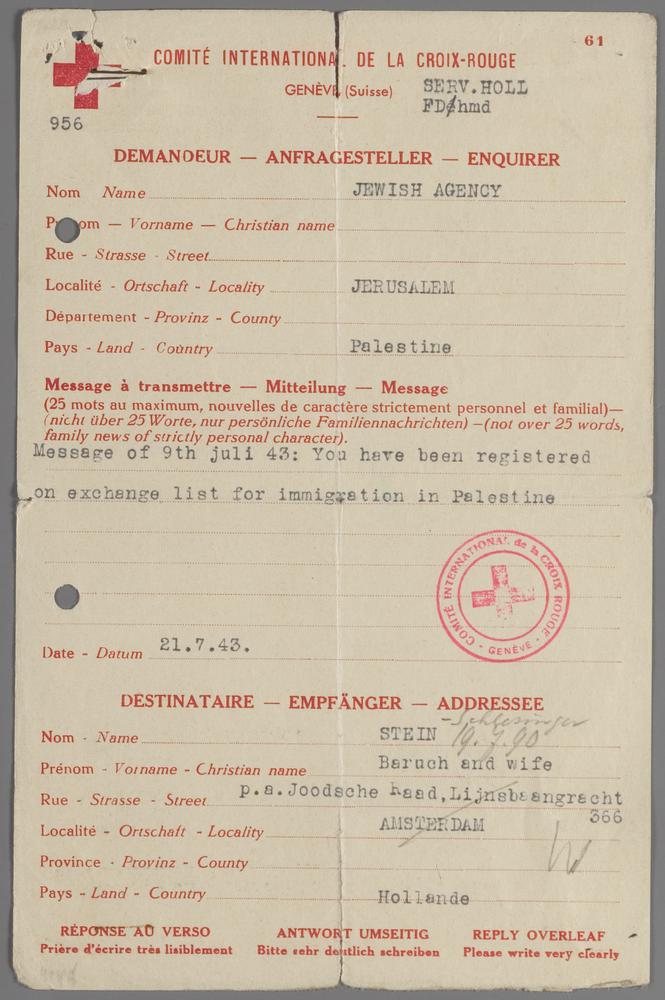 61
COMITÉ INTERNATIONAL DE LA CROIX-ROUGE
GENÈVE (Suisse)
SERV.HOLL
FD/hmd
956
DEMANDEUR — ANFRAGESTELLER — ENQUIRER
Nom Name JEWISH AGENCY
P om — Vorname — Christian name
Rue - Strasse - Street
Localité - Ortschaft - Locality JERUSALEM
Département - Provinz - County
Pays - Land - Country Palestine
Message à transmettre — Mitteilung — Message
(25 mots au maximum, nouvelles de caractère strictement personnel et familial)—
(nicht über 25 Worte, nur persönliche Familiennachrichten) —(not over 25 words,
family news of strictly personal character).
Message of 9th juli 43: You have been registered
on exchange list for immigration in Palestine
COMITÉ INTERNATIONAL de la CROIX ROUGE - GENÈVE -
Date - Datum 21.7.43.
DESTINATAIRE — EMPFÄNGER — ADDRESSEE
Nom - Name STEIN -Schlesinger
19.7.90
Prénom - Vorname - Christian name Baruch and wife
Rue - Strasse - Street p.a.Joodsche Raad,Lijnsbaangracht
366
Localité - Ortschaft - Locality AMSTERDAM
Province - Provinz - County
Pays - Land - Country Hollande
RÉPONSE AU VERSO ANTWORT UMSEITIG REPLY OVERLEAF
Prière d'écrire très lisiblement Bitte sehr deutlich schreiben Please write very clearly